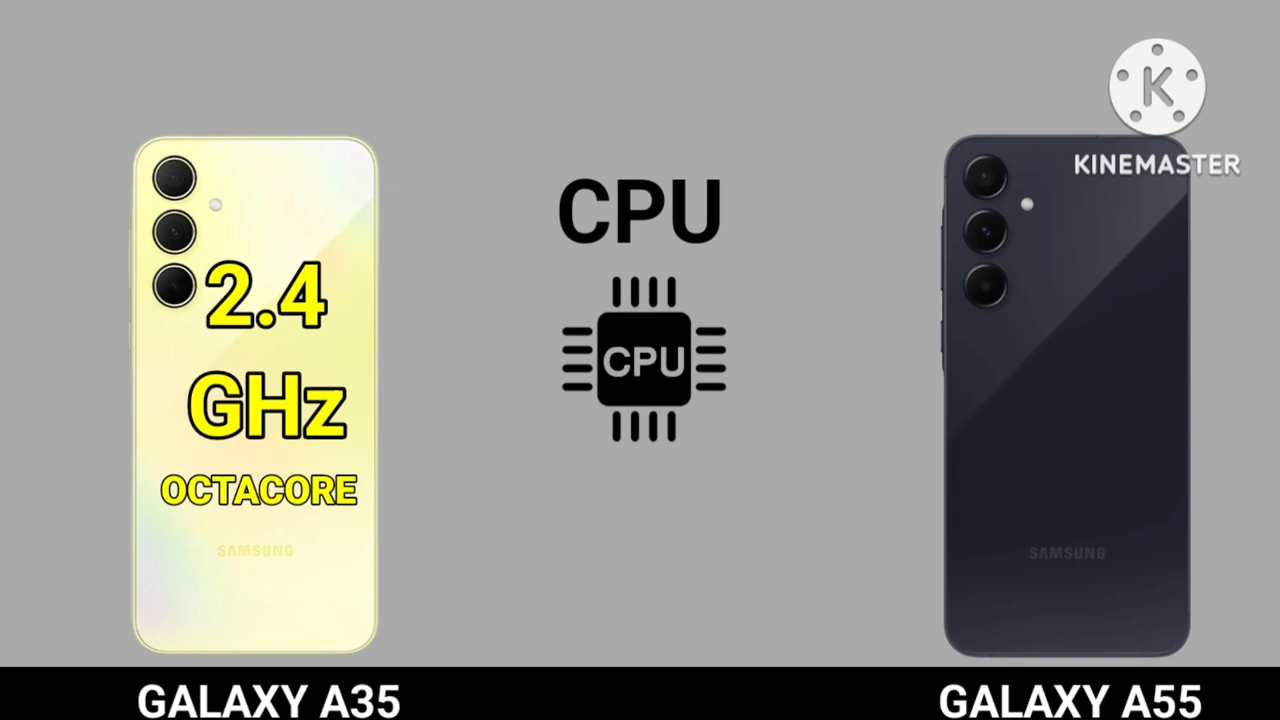 KINEMASTER
CPU
CPU
2.4
GHz
OCTACORE
SAMSUNG
SAMSUNG
GALAXY A35
GALAXY A55